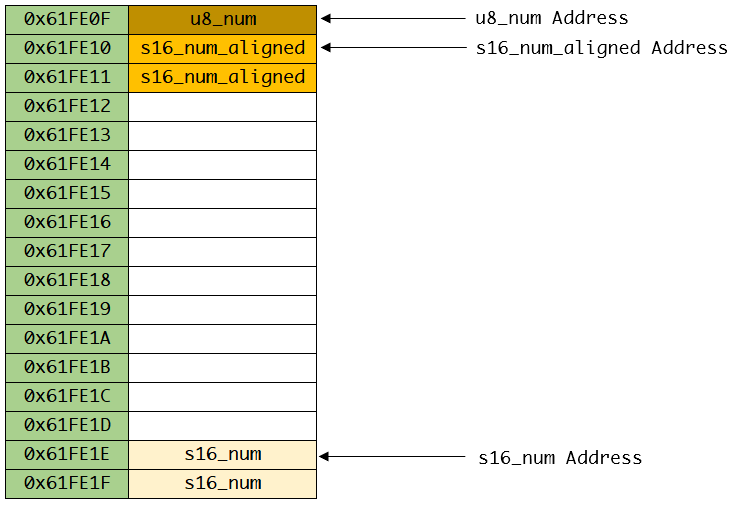 0x61FE0F u8_num u8_num Address
0x61FE10 s16_num_aligned s16_num_aligned Address
0x61FE11 s16_num_aligned
0x61FE12
0x61FE13
0x61FE14
0x61FE15
0x61FE16
0x61FE17
0x61FE18
0x61FE19
0x61FE1A
0x61FE1B
0x61FE1C
0x61FE1D
0x61FE1E s16_num s16_num Address
0x61FE1F s16_num